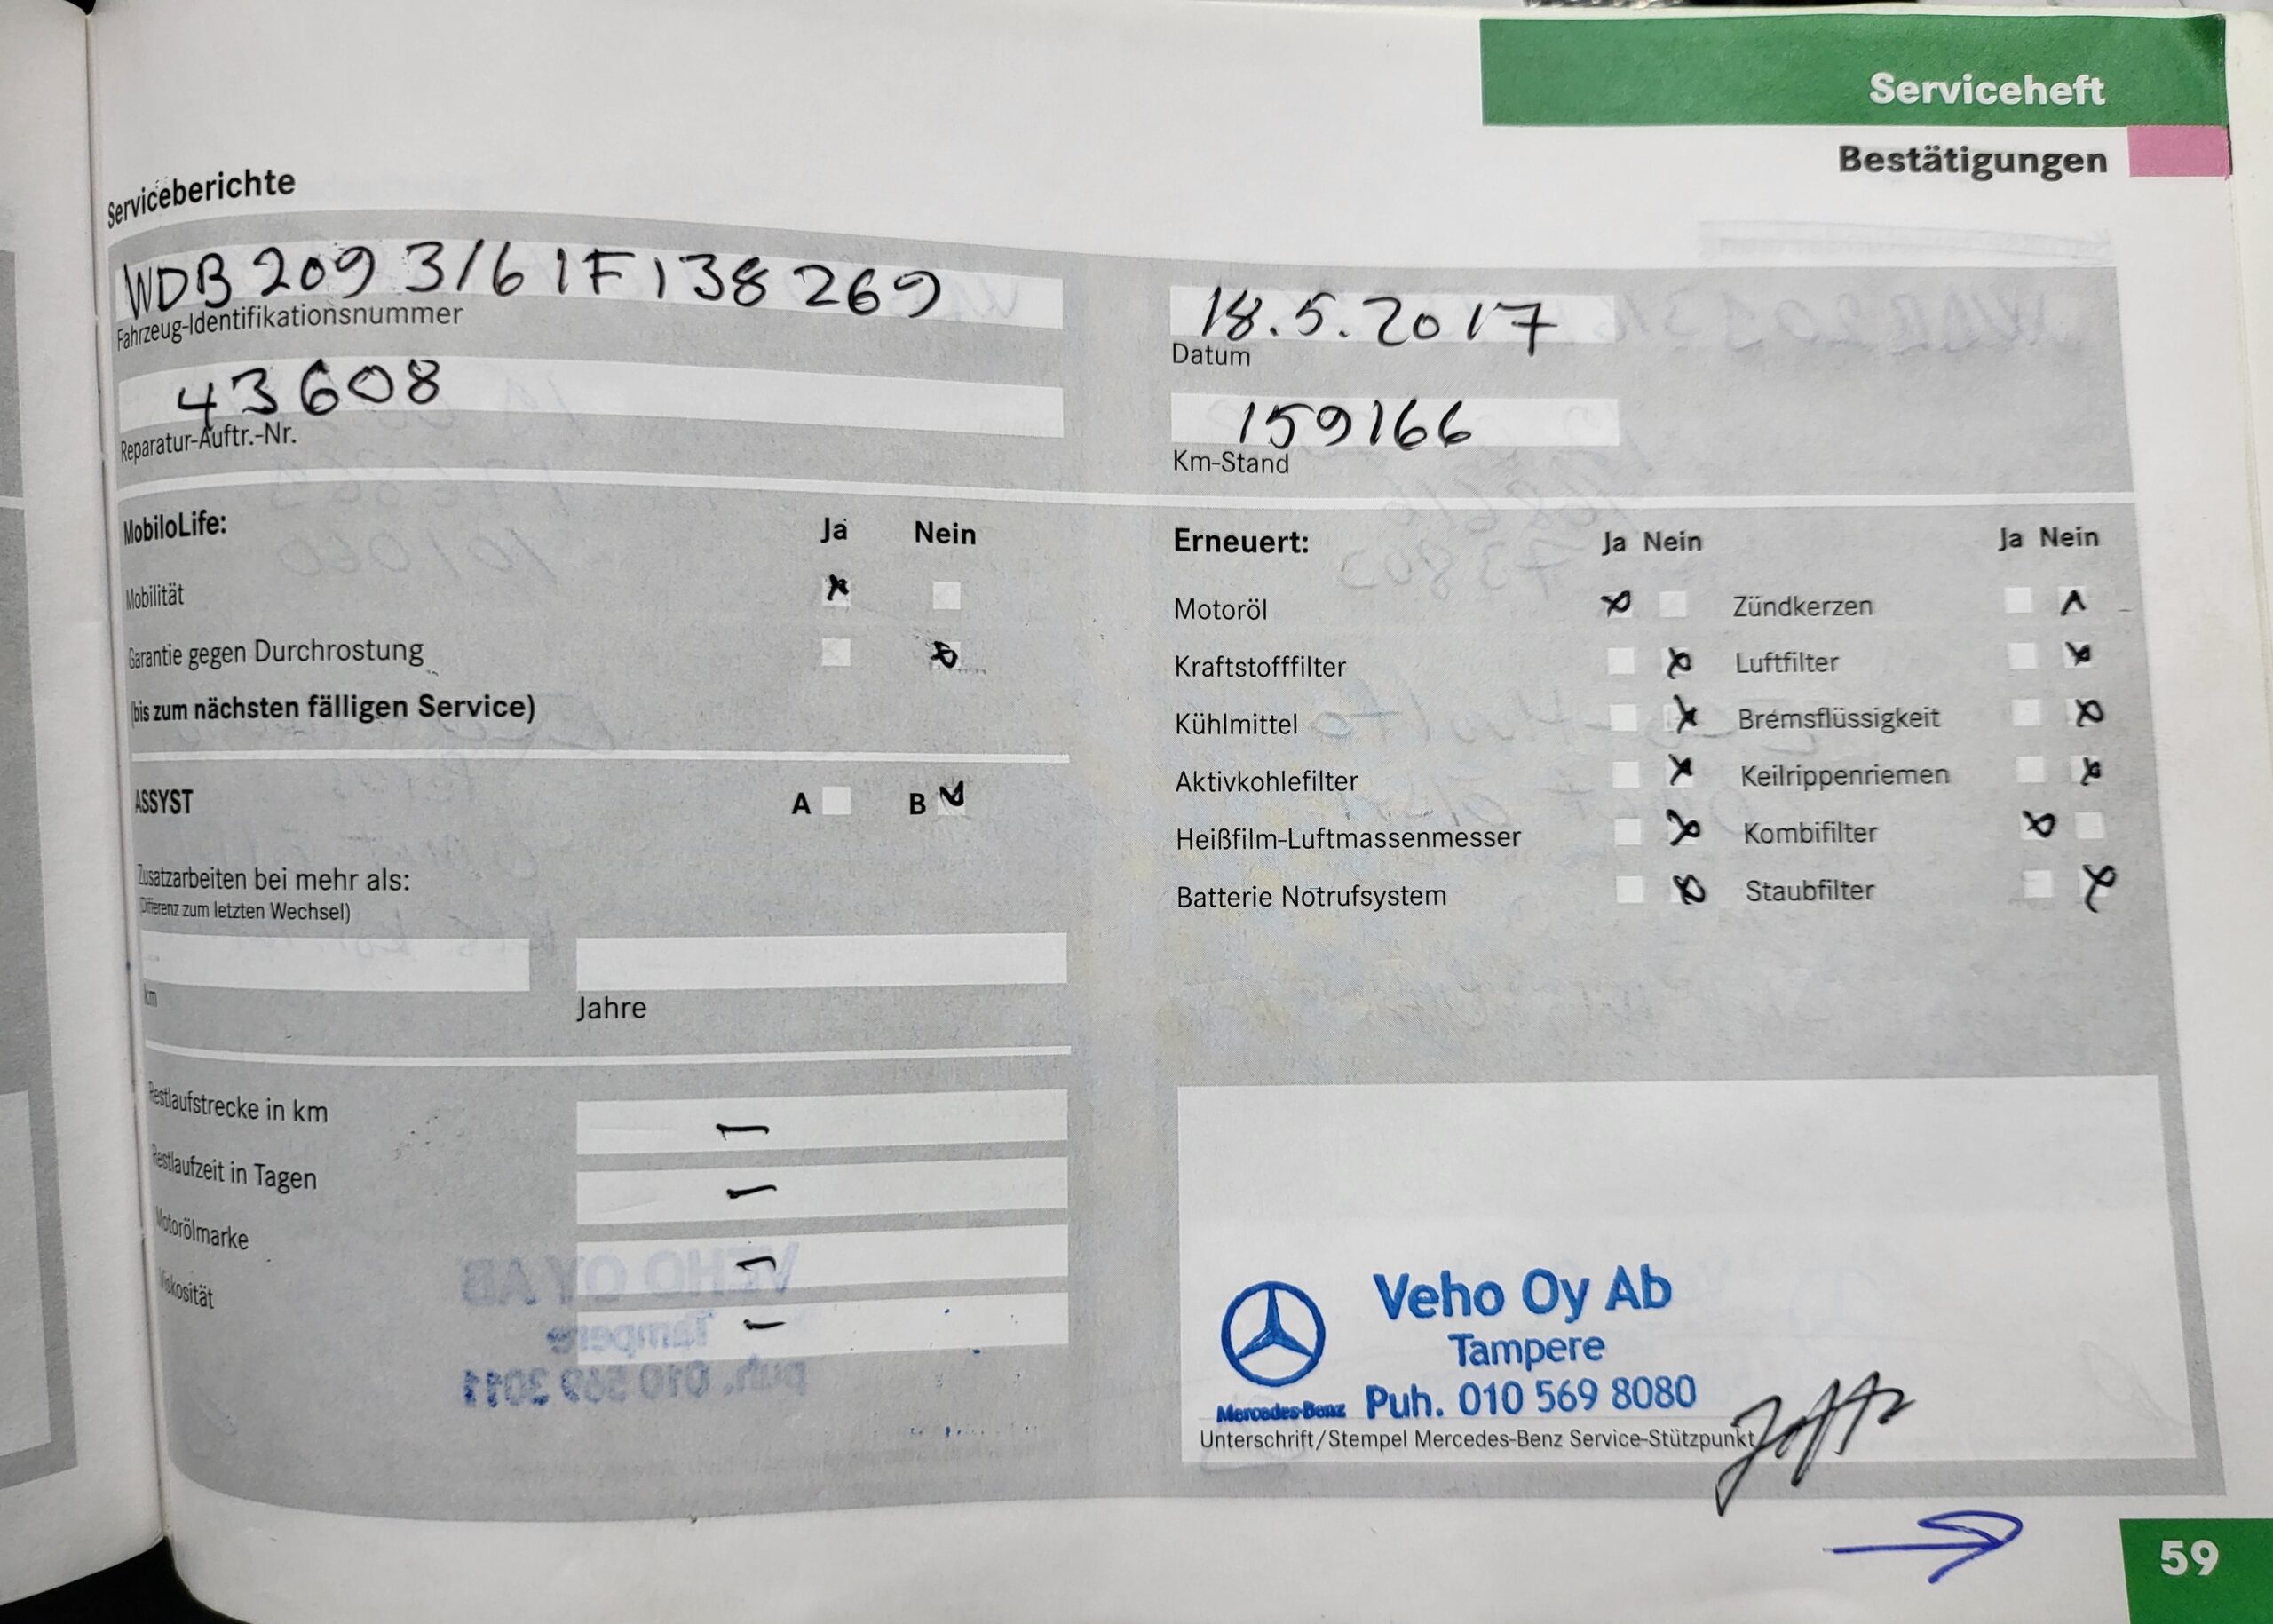 Serviceheft
Bestätigungen
Serviceberichte
WDB2093161F138269
Fahrzeug-Identifikationsnummer
43608
Reparatur-Auftr.-Nr.
18.5.2017
Datum
159166
Km-Stand
MobiloLife: Ja Nein
Mobilität
Garantie gegen Durchrostung
(bis zum nächsten fälligen Service)
ASSYST A B
Zusatzarbeiten bei mehr als:
(Differenz zum letzten Wechsel)
km Jahre
Restlaufstrecke in km –
Restlaufzeit in Tagen –
Motorölmarke –
Viskosität –
Erneuert: Ja Nein Ja Nein
Motoröl Zündkerzen
Kraftstofffilter Luftfilter
Kühlmittel Bremsflüssigkeit
Aktivkohlefilter Keilrippenriemen
Heißfilm-Luftmassenmesser Kombifilter
Batterie Notrufsystem Staubfilter
Veho Oy Ab
Tampere
Mercedes-Benz Puh. 010 569 8080
Unterschrift/Stempel Mercedes-Benz Service-Stützpunkt
59